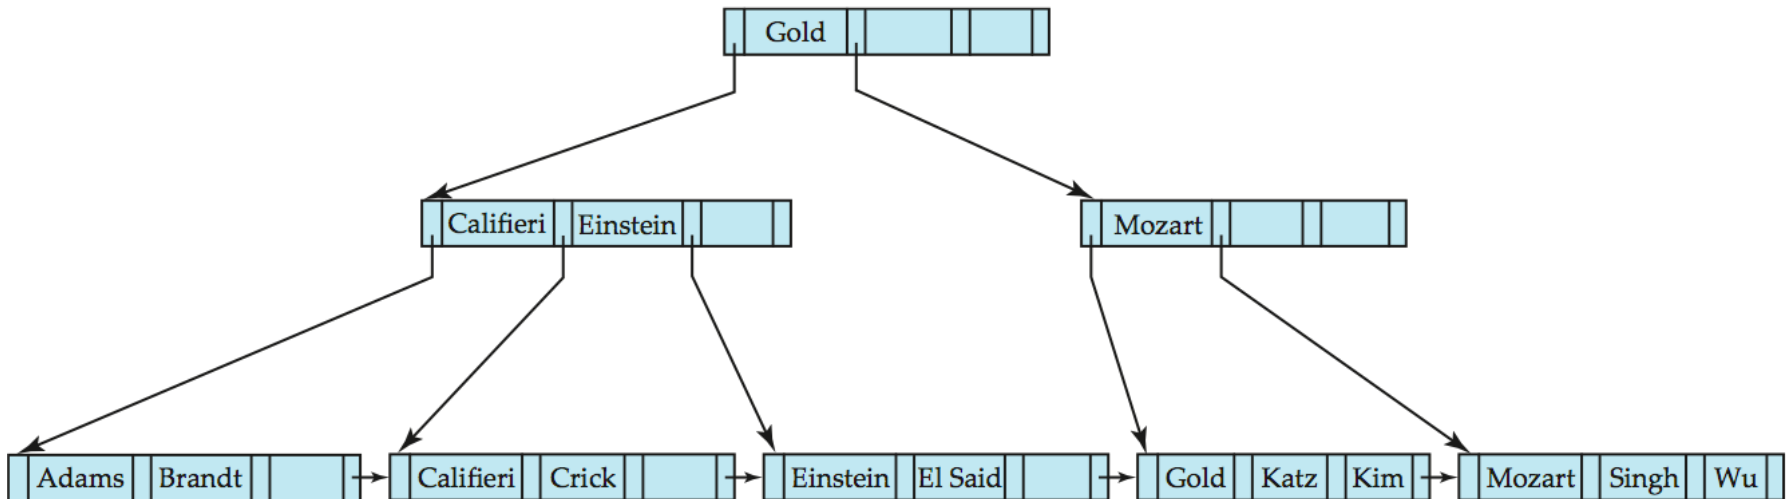 Gold
Califieri Einstein Mozart
Adams Brandt Califieri Crick Einstein El Said Gold Katz Kim Mozart Singh Wu